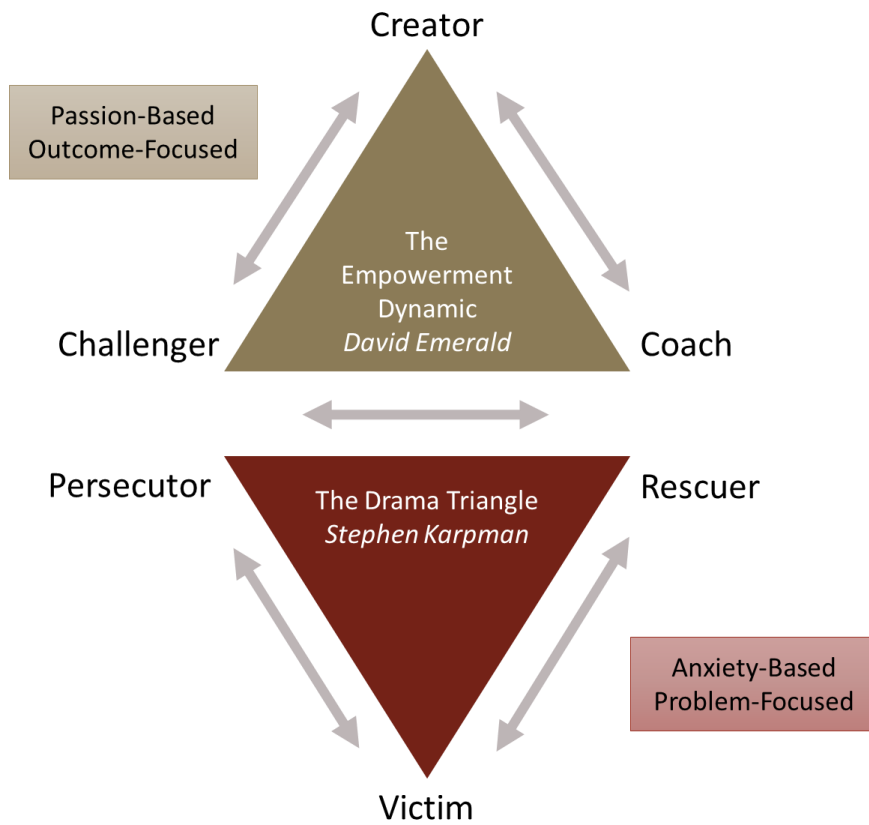 Creator
Passion-Based
Outcome-Focused
The
Empowerment
Dynamic
David Emerald
Challenger
Coach
Persecutor
Rescuer
The Drama Triangle
Stephen Karpman
Anxiety-Based
Problem-Focused
Victim